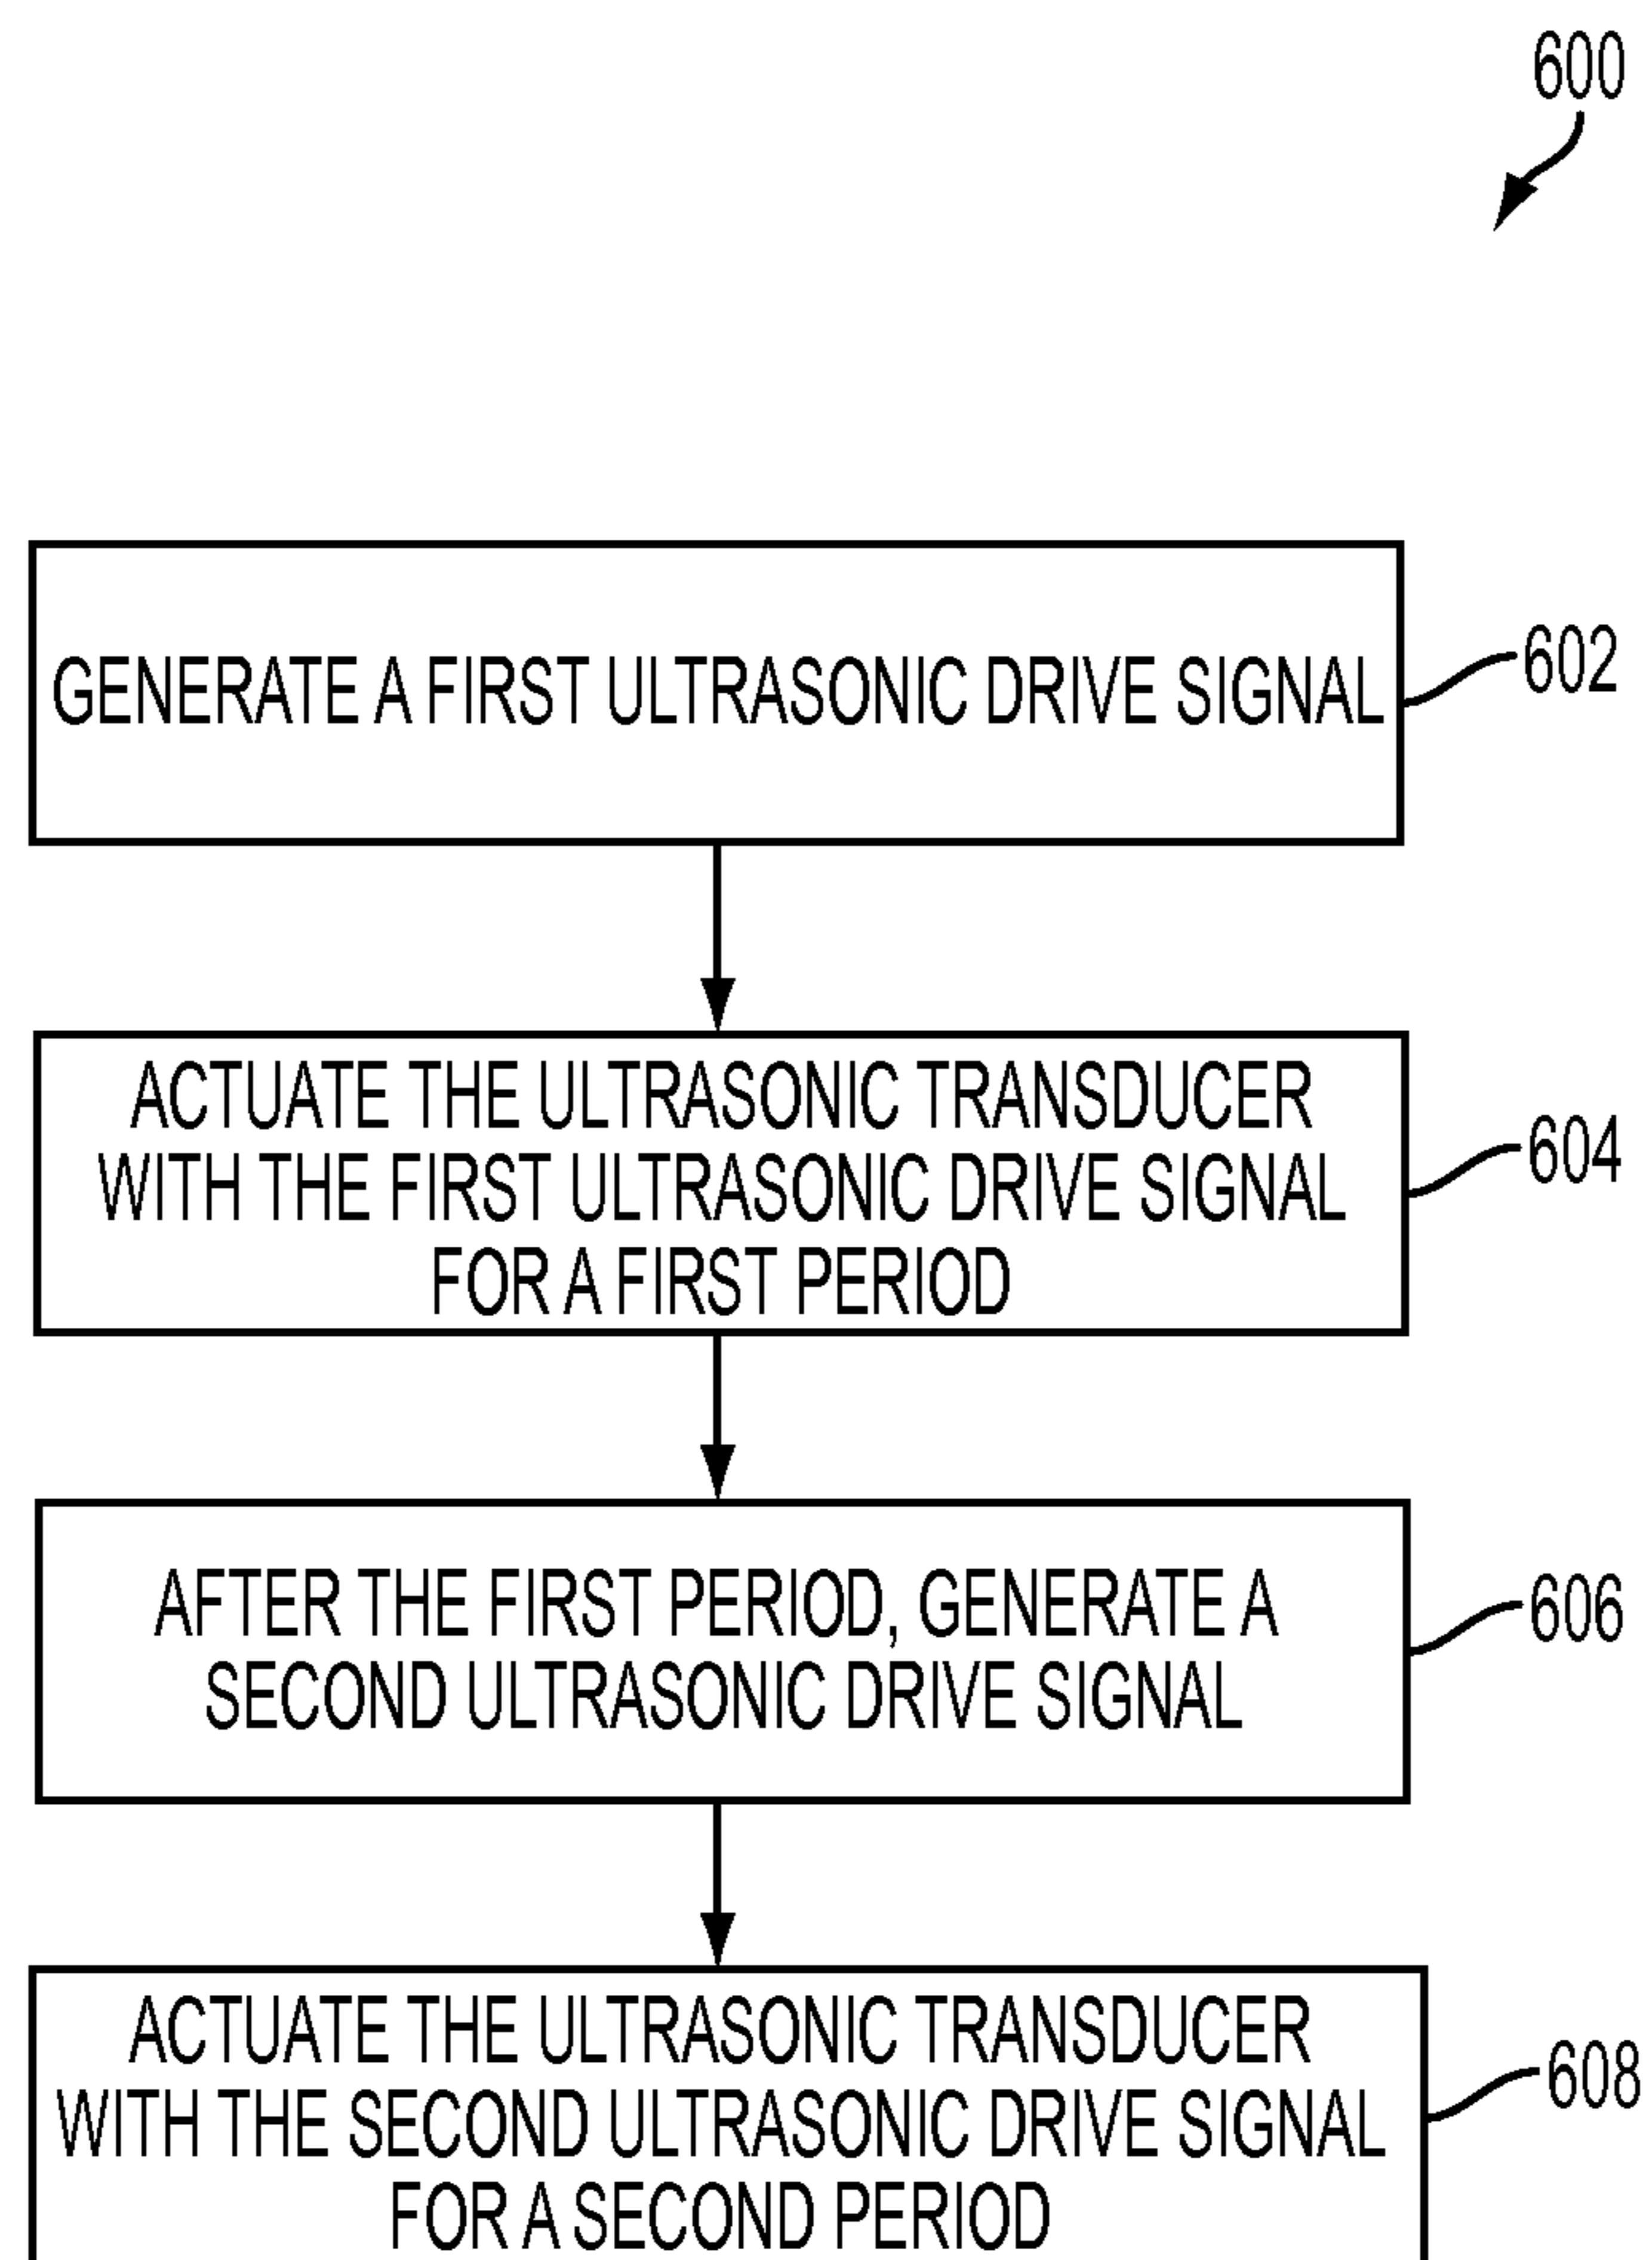 600
GENERATE A FIRST ULTRASONIC DRIVE SIGNAL
602
ACTUATE THE ULTRASONIC TRANSDUCER
WITH THE FIRST ULTRASONIC DRIVE SIGNAL
FOR A FIRST PERIOD
604
AFTER THE FIRST PERIOD, GENERATE A
SECOND ULTRASONIC DRIVE SIGNAL
606
ACTUATE THE ULTRASONIC TRANSDUCER
WITH THE SECOND ULTRASONIC DRIVE SIGNAL
FOR A SECOND PERIOD
608